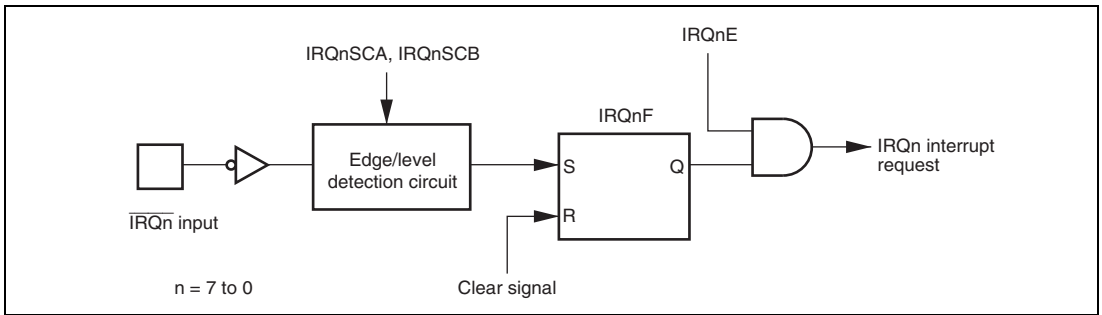 IRQnE
IRQnSCA, IRQnSCB
IRQnF
Edge/level
detection circuit
S
Q
R
IRQn interrupt
request
IRQn input
n = 7 to 0
Clear signal